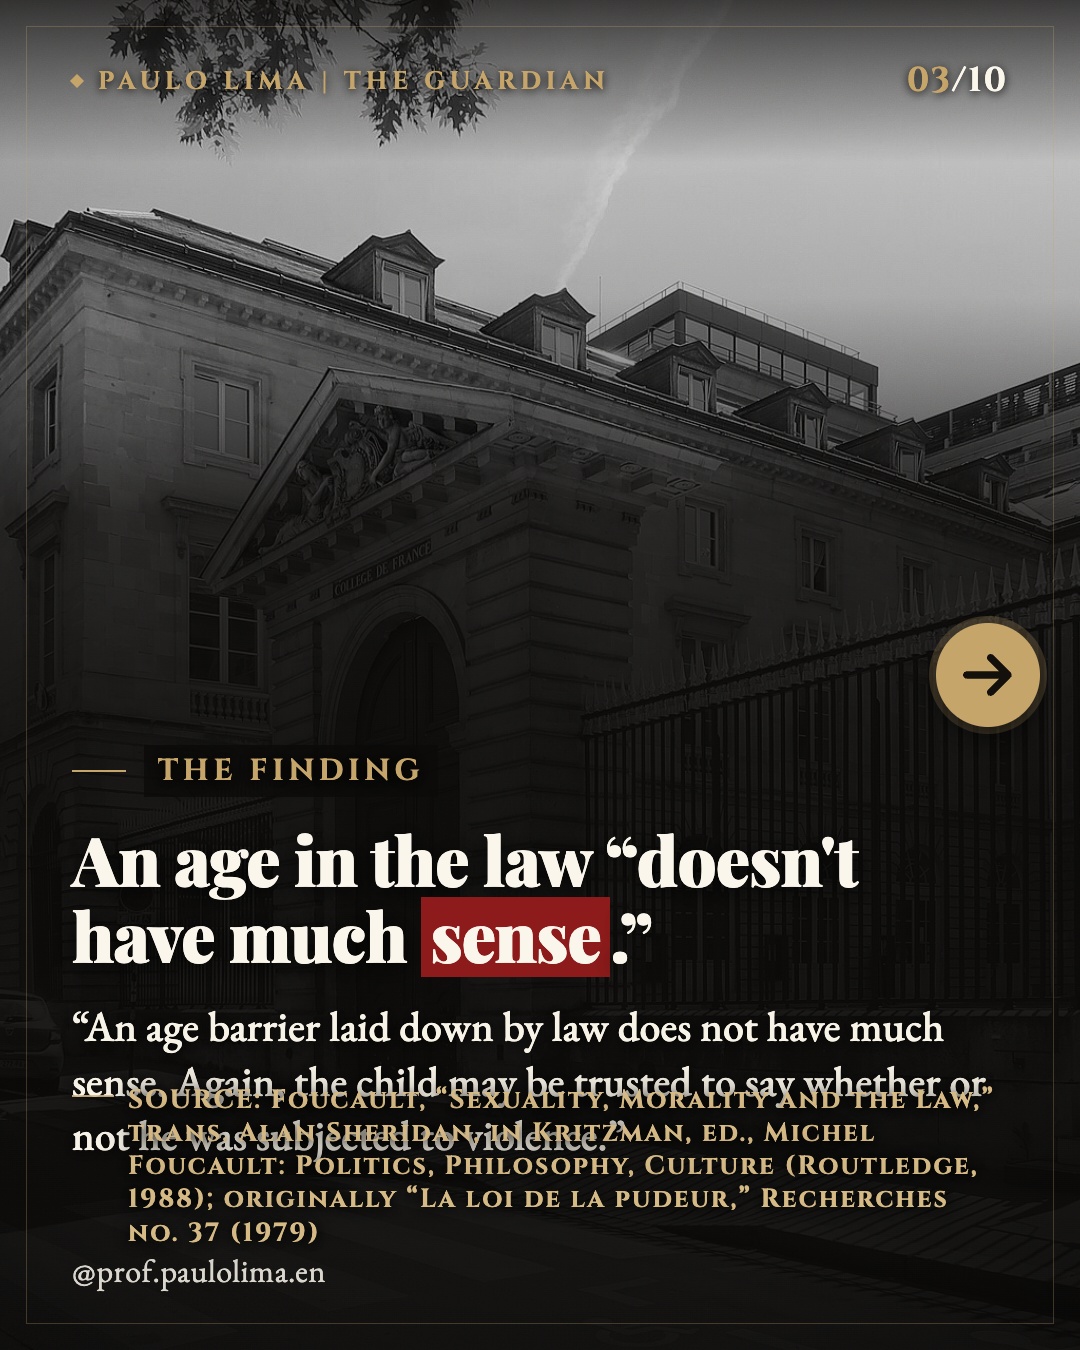 ◆ PAULO LIMA | THE GUARDIAN
03/10
COLLEGE DE FRANCE
THE FINDING
An age in the law “doesn't
have much sense.”
“An age barrier laid down by law does not have much
sense. Again, the child may be trusted to say whether or
not he was subjected to violence.”
SOURCE: FOUCAULT, “SEXUALITY, MORALITY AND THE LAW,”
TRANS. ALAN SHERIDAN, IN KRITZMAN, ED., MICHEL
FOUCAULT: POLITICS, PHILOSOPHY, CULTURE (ROUTLEDGE,
1988); ORIGINALLY “LA LOI DE LA PUDEUR,” RECHERCHES
NO. 37 (1979)
@prof.paulolima.en